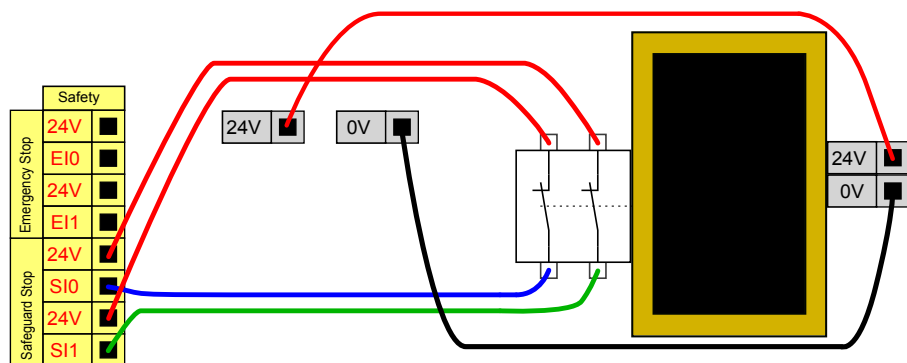 Safety
Emergency Stop
24V
EI0
24V
EI1
Safeguard Stop
24V
SI0
24V
SI1
24V
0V
24V
0V